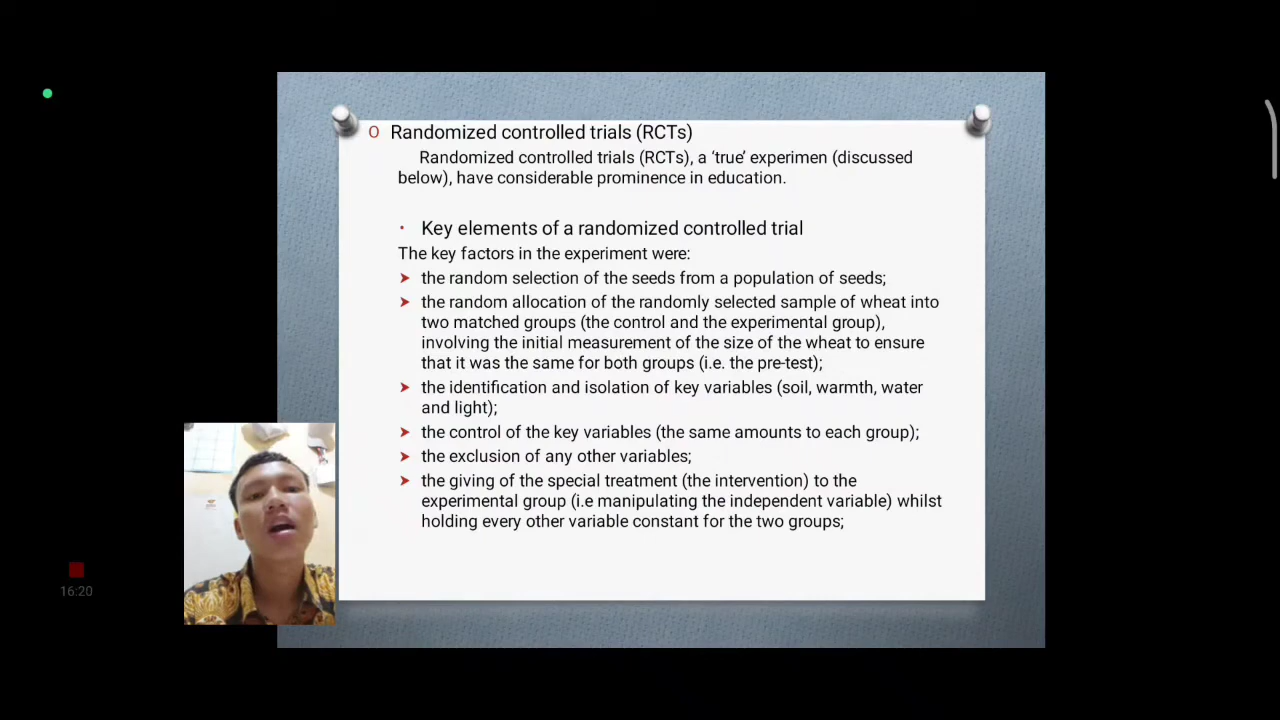 Randomized controlled trials (RCTs)
Randomized controlled trials (RCTs), a ‘true’ experimen (discussed
below), have considerable prominence in education.
Key elements of a randomized controlled trial
The key factors in the experiment were:
the random selection of the seeds from a population of seeds;
the random allocation of the randomly selected sample of wheat into
two matched groups (the control and the experimental group),
involving the initial measurement of the size of the wheat to ensure
that it was the same for both groups (i.e. the pre-test);
the identification and isolation of key variables (soil, warmth, water
and light);
the control of the key variables (the same amounts to each group);
the exclusion of any other variables;
the giving of the special treatment (the intervention) to the
experimental group (i.e manipulating the independent variable) whilst
holding every other variable constant for the two groups;
16:20